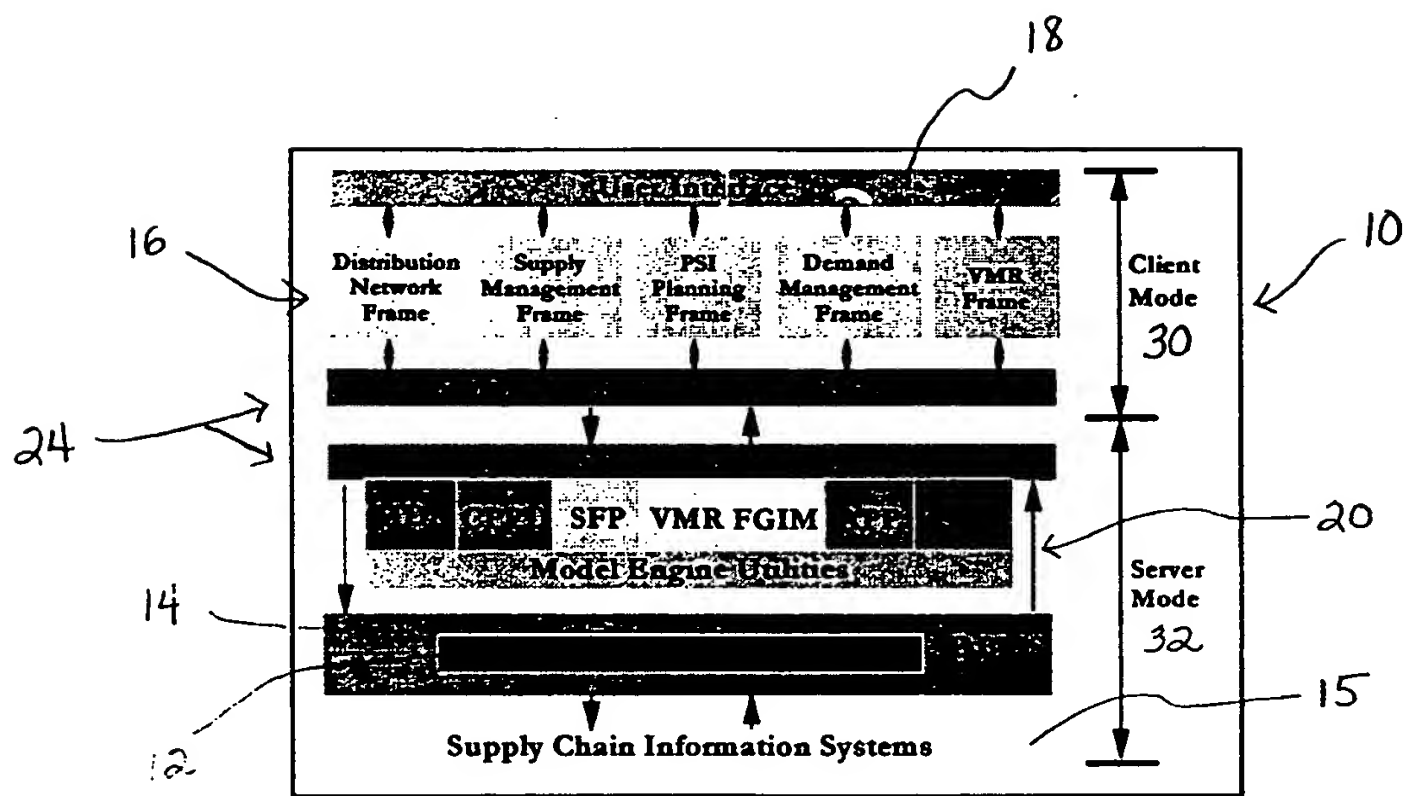 18
User Interface
16
10
Distribution Network Frame
Supply Management Frame
PSI Planning Frame
Demand Management Frame
VMR Frame
Client Mode
30
24
SFP
VMR
FGIM
20
Model Engine Utilities
Server Mode
32
14
12
15
Supply Chain Information Systems